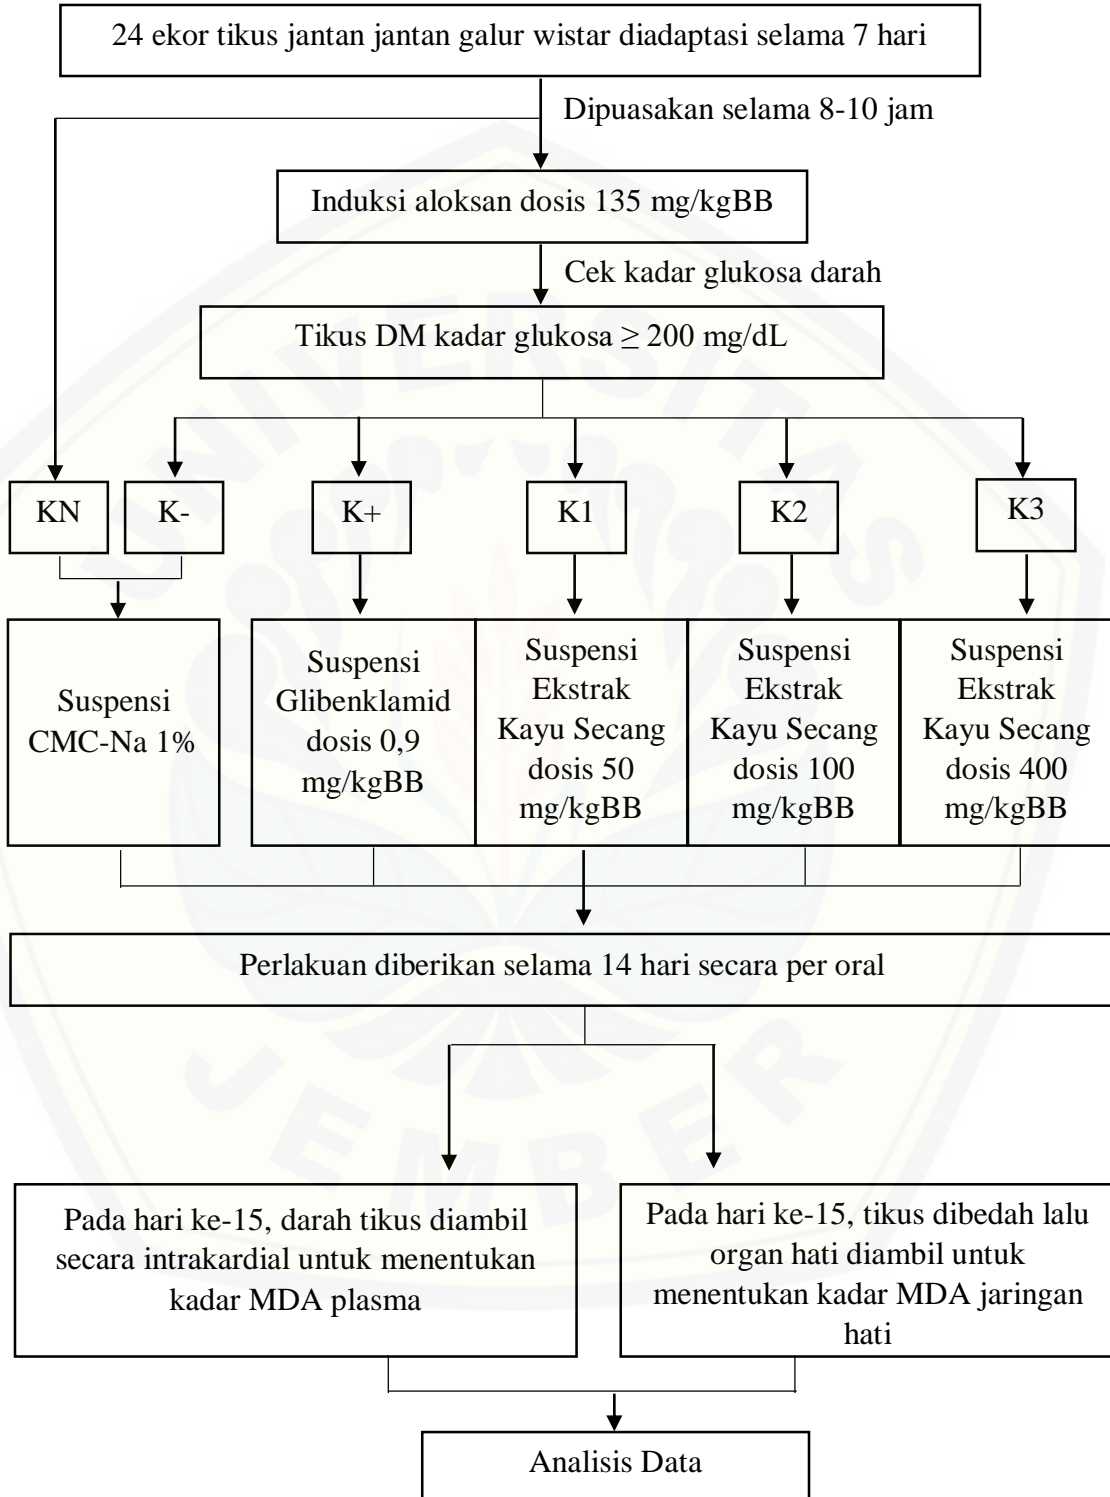 24 ekor tikus jantan jantan galur wistar diadaptasi selama 7 hari
Dipuasakan selama 8-10 jam
Induksi aloksan dosis 135 mg/kgBB
Cek kadar glukosa darah
Tikus DM kadar glukosa ≥ 200 mg/dL
KN
K-
K+
K1
K2
K3
Suspensi
CMC-Na 1%
Suspensi
Glibenklamid
dosis 0,9
mg/kgBB
Suspensi
Ekstrak
Kayu Secang
dosis 50
mg/kgBB
Suspensi
Ekstrak
Kayu Secang
dosis 100
mg/kgBB
Suspensi
Ekstrak
Kayu Secang
dosis 400
mg/kgBB
Perlakuan diberikan selama 14 hari secara per oral
Pada hari ke-15, darah tikus diambil
secara intrakardial untuk menentukan
kadar MDA plasma
Pada hari ke-15, tikus dibedah lalu
organ hati diambil untuk
menentukan kadar MDA jaringan
hati
Analisis Data
UNIVERSITAS
JEMBER